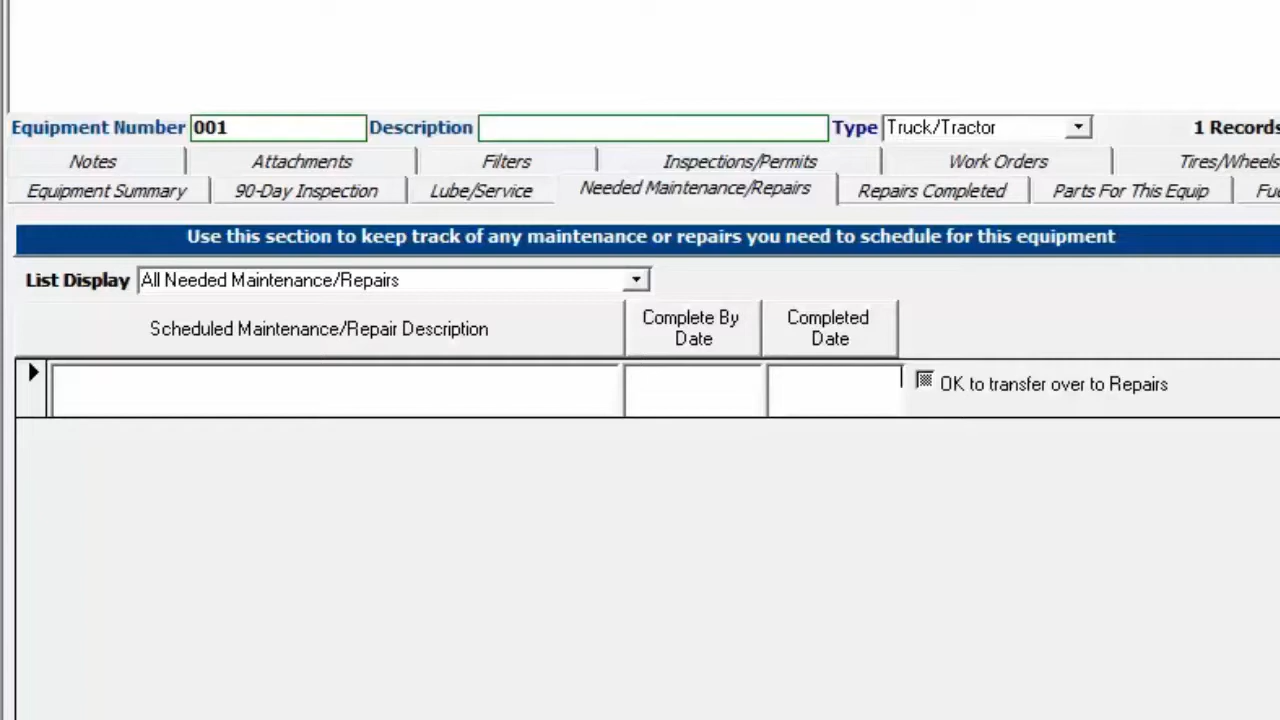 Equipment Number 001 Description Type Truck/Tractor 1 Records
Notes Attachments Filters Inspections/Permits Work Orders Tires/Wheels
Equipment Summary 90-Day Inspection Lube/Service Needed Maintenance/Repairs Repairs Completed Parts For This Equip
Use this section to keep track of any maintenance or repairs you need to schedule for this equipment
List Display All Needed Maintenance/Repairs
Scheduled Maintenance/Repair Description
Complete By
Date
Completed
Date
OK to transfer over to Repairs